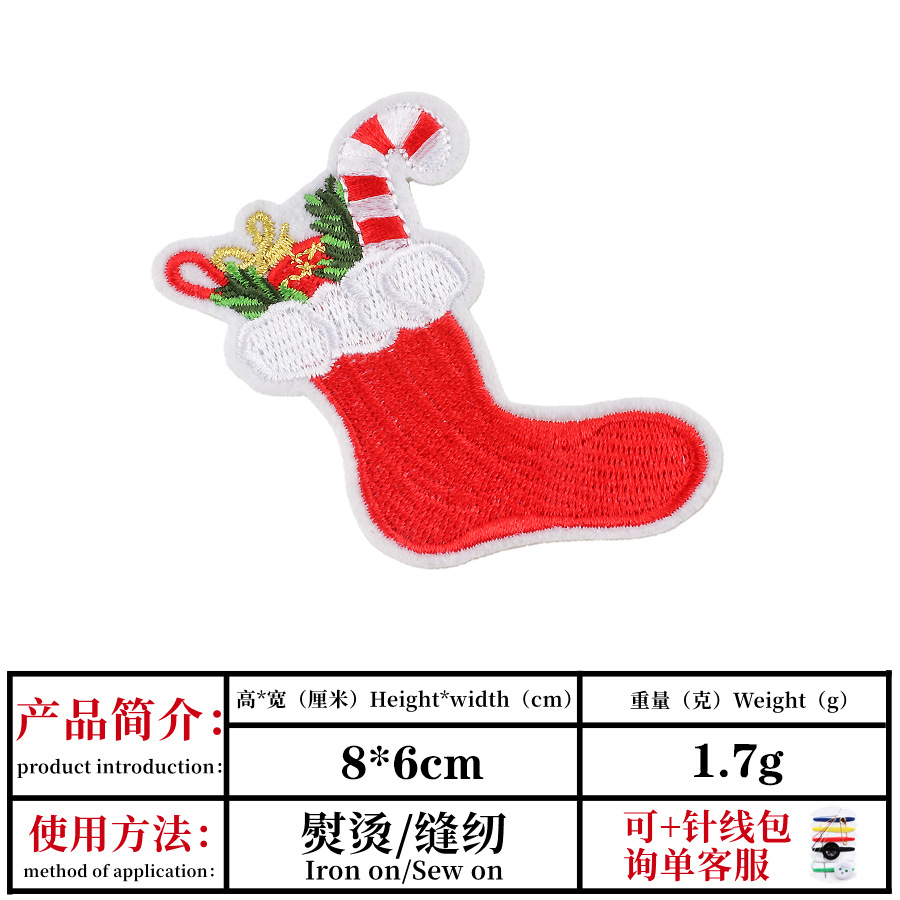 产品简介：
product introduction：
高*宽（厘米）Height*width（cm）
重量（克）Weight（g）
8*6cm
1.7g
使用方法：
method of application：
熨烫/缝纫
Iron on/Sew on
可+针线包
询单客服